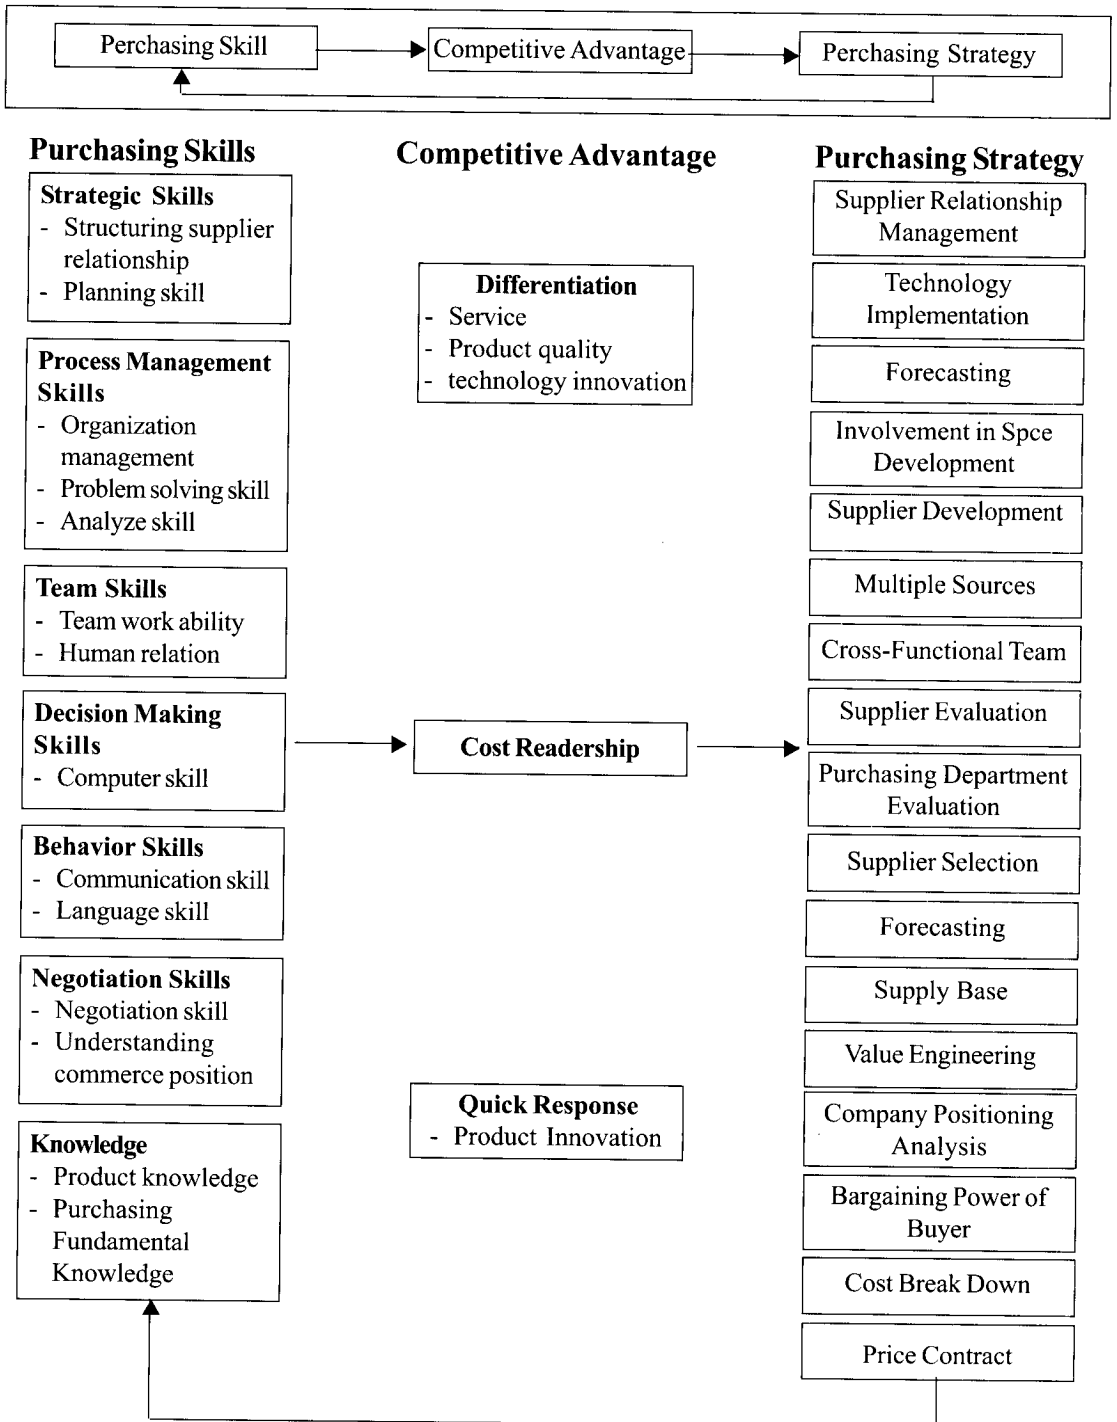 Perchasing Skill
Competitive Advantage
Perchasing Strategy
Purchasing Skills
Strategic Skills
- Structuring supplier
relationship
- Planning skill
Process Management
Skills
- Organization
management
- Problem solving skill
- Analyze skill
Team Skills
- Team work ability
- Human relation
Decision Making
Skills
- Computer skill
Behavior Skills
- Communication skill
- Language skill
Negotiation Skills
- Negotiation skill
- Understanding
commerce position
Knowledge
- Product knowledge
- Purchasing
Fundamental
Knowledge
Competitive Advantage
Differentiation
- Service
- Product quality
- technology innovation
Cost Readership
Quick Response
- Product Innovation
Purchasing Strategy
Supplier Relationship
Management
Technology
Implementation
Forecasting
Involvement in Spce
Development
Supplier Development
Multiple Sources
Cross-Functional Team
Supplier Evaluation
Purchasing Department
Evaluation
Supplier Selection
Forecasting
Supply Base
Value Engineering
Company Positioning
Analysis
Bargaining Power of
Buyer
Cost Break Down
Price Contract